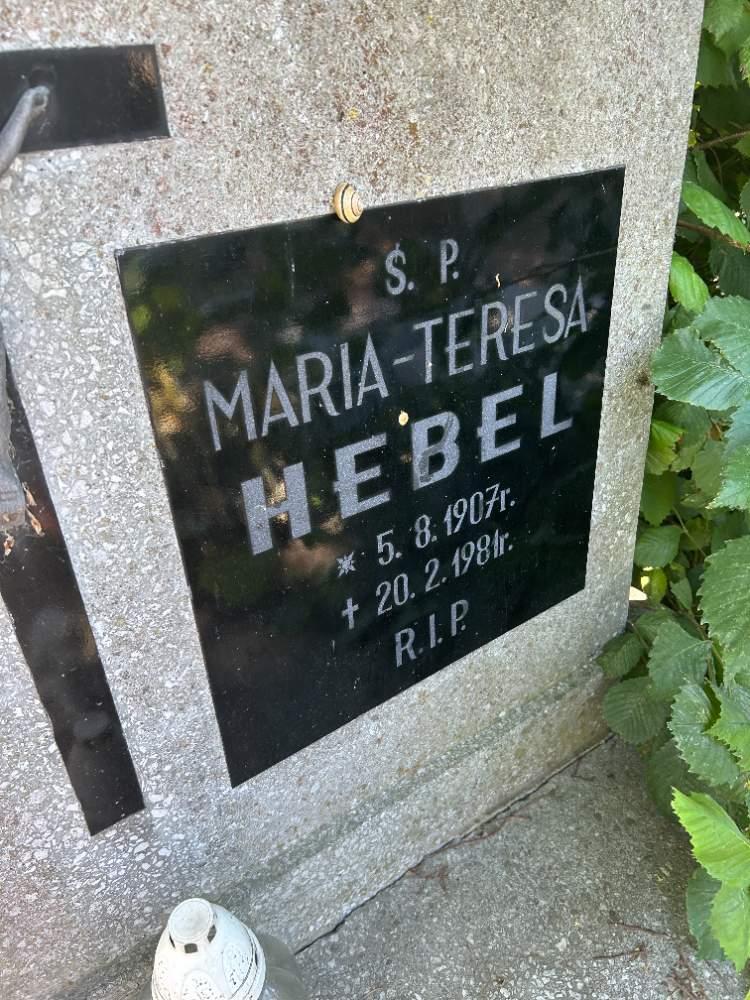 Ś. P.
MARIA-TERESA
HEBEL
* 5. 8. 1907r.
† 20. 2. 1981r.
R.I.P.